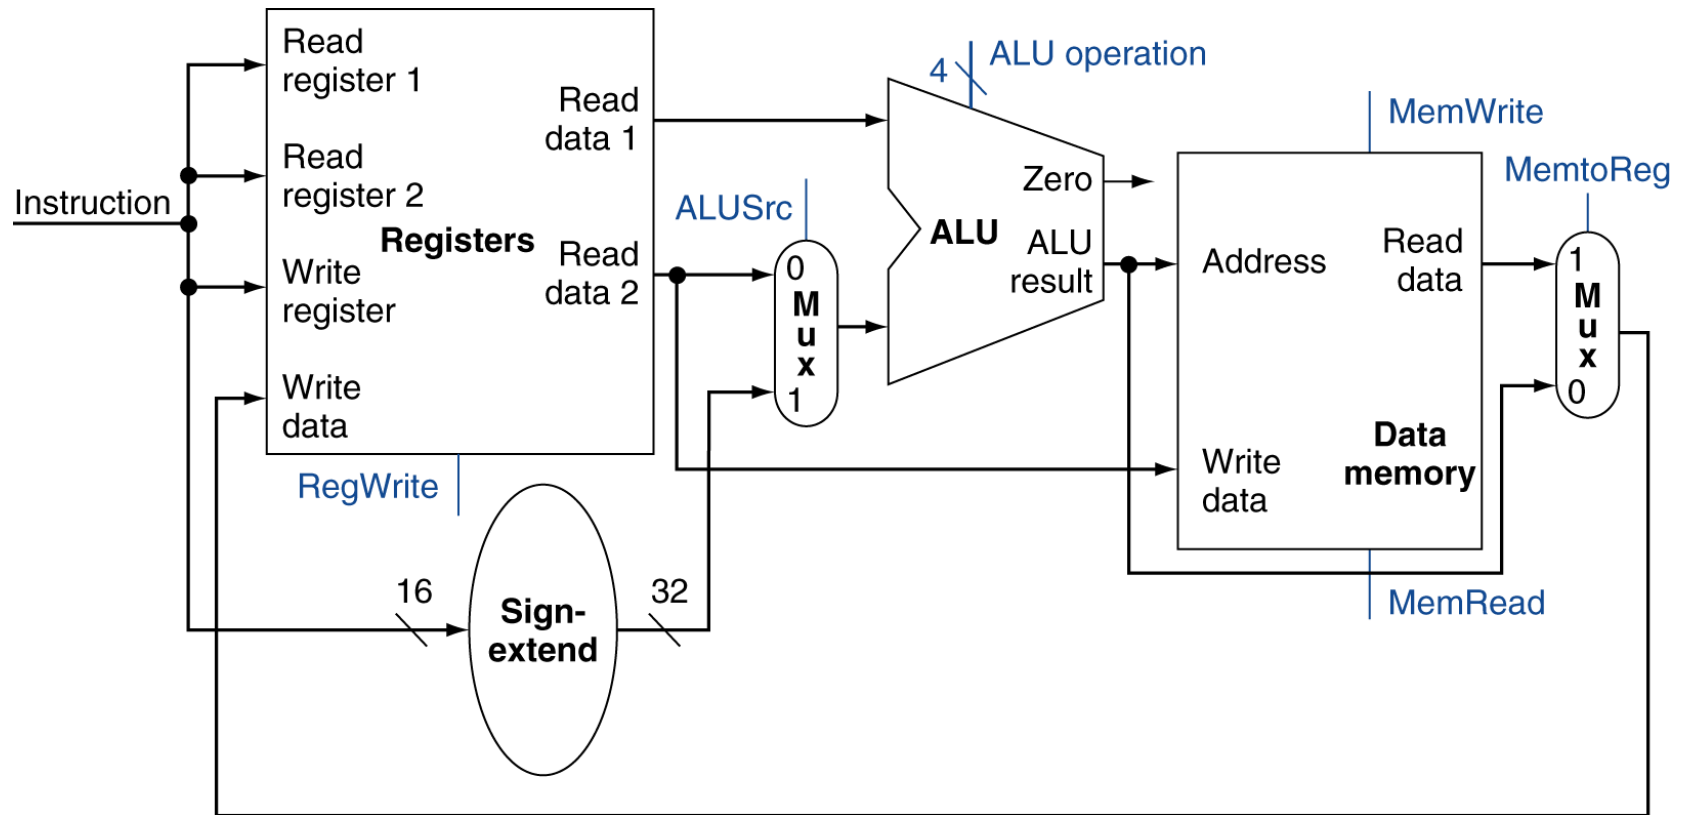 Instruction
Read
register 1
Read
register 2
Registers
Write
register
Write
data
Read
data 1
Read
data 2
RegWrite
16
Sign-
extend
32
ALUSrc
0
M
u
x
1
4
ALU operation
Zero
ALU
ALU
result
MemWrite
Address
Read
data
Write
data
Data
memory
MemRead
MemtoReg
1
M
u
x
0